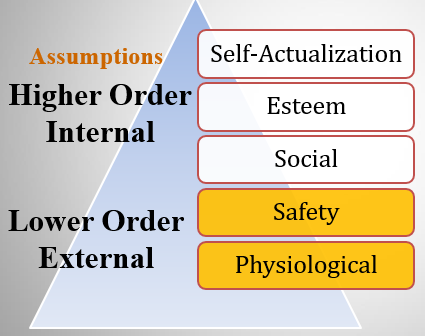 Assumptions
Higher Order
Internal
Lower Order
External
Self-Actualization
Esteem
Social
Safety
Physiological